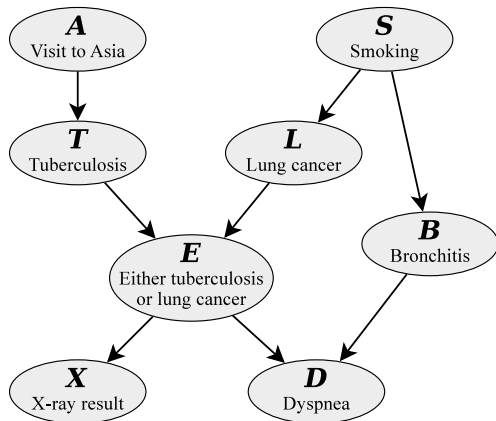 A
Visit to Asia
S
Smoking
T
Tuberculosis
L
Lung cancer
B
Bronchitis
E
Either tuberculosis
or lung cancer
X
X-ray result
D
Dyspnea